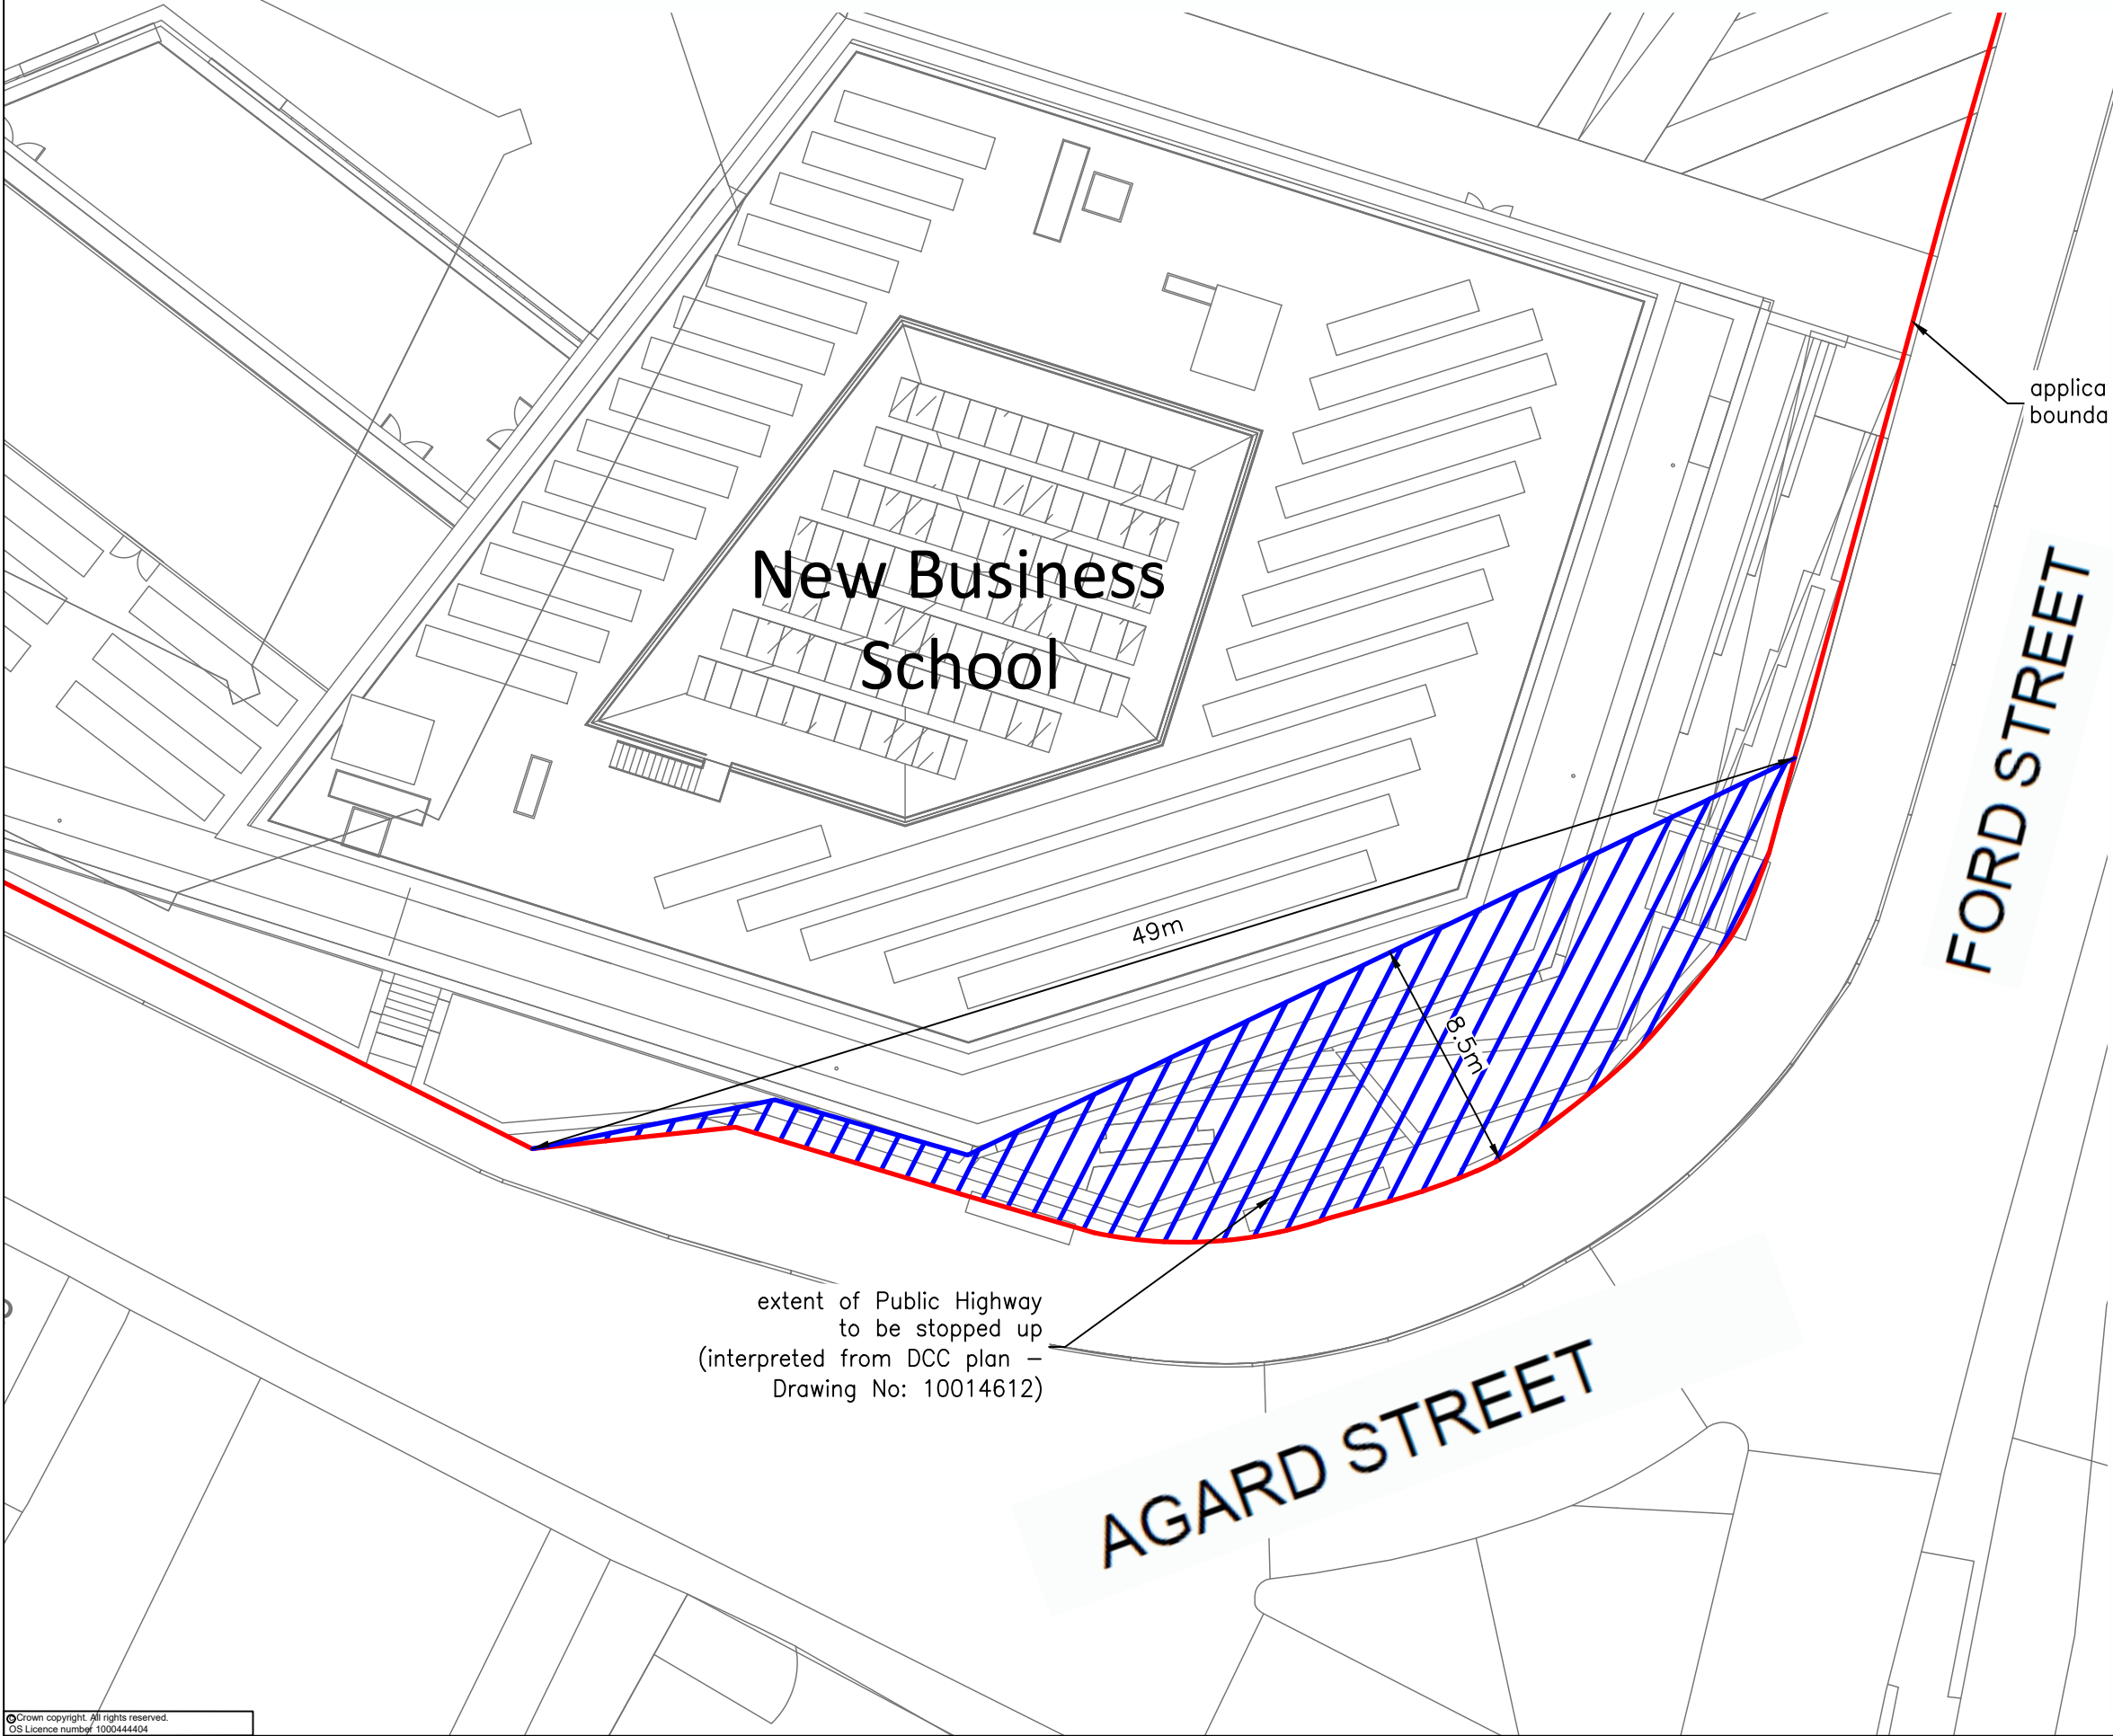 New Business
School
applica
bounda
FORD STREET
49m
8.5m
extent of Public Highway
to be stopped up
(interpreted from DCC plan –
Drawing No: 10014612)
AGARD STREET
©Crown copyright. All rights reserved.
OS Licence number 1000444404